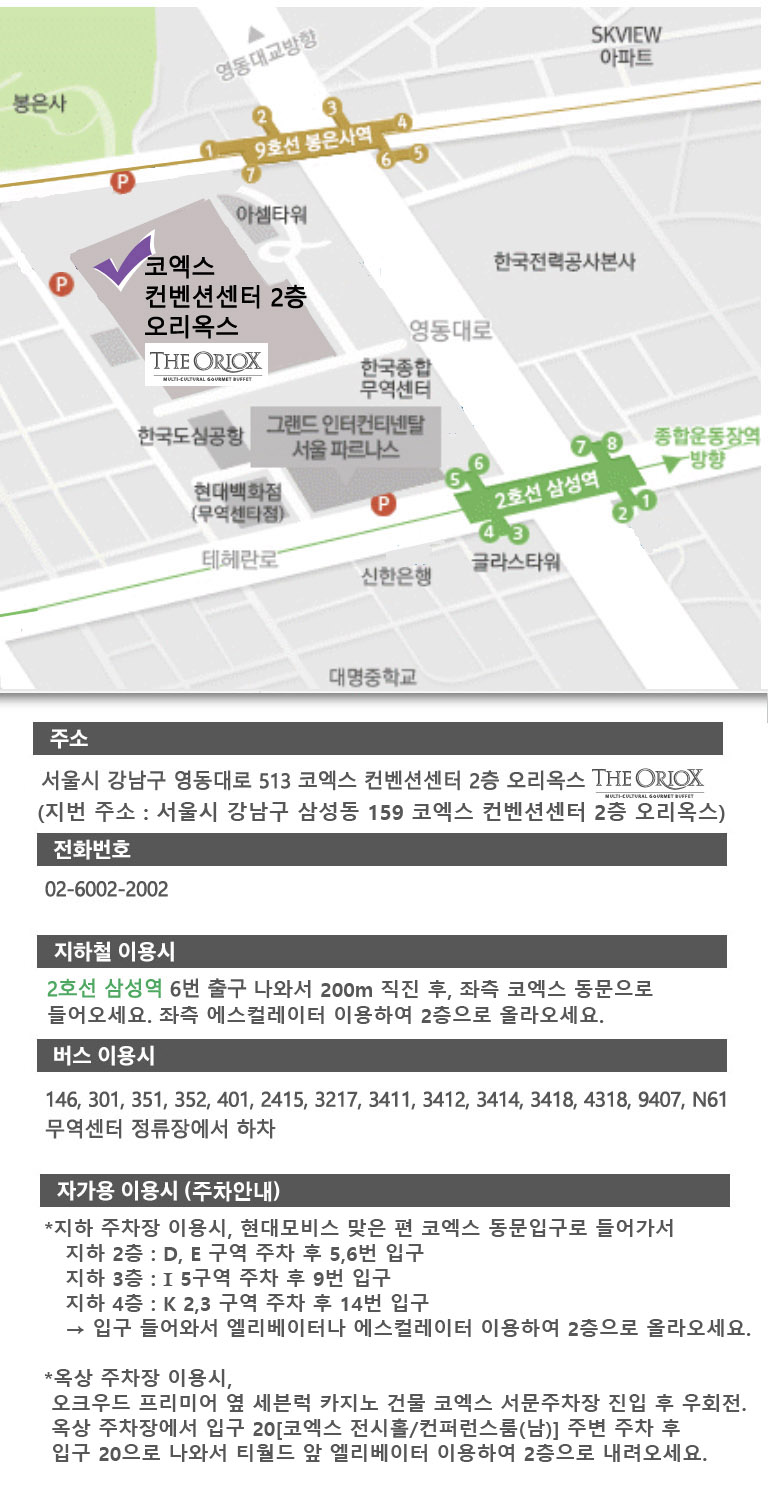 영동대교방향
SKVIEW
아파트
봉은사
1
2
3
4
9호선 봉은사역
5
6
7
P
아셈타워
P
코엑스
컨벤션센터 2층
오리옥스
THE ORIOX
MULTI-CULTURAL GOURMET BUFFET
한국전력공사본사
영동대로
한국종합
무역센터
한국도심공항
그랜드 인터컨티넨탈
서울 파르나스
종합운동장역
방향
7
8
6
5
2호선 삼성역
1
2
4
3
현대백화점
(무역센타점)
P
테헤란로
신한은행
글라스타워
대명중학교
주소
서울시 강남구 영동대로 513 코엑스 컨벤션센터 2층 오리옥스 THE ORIOX
MULTI-CULTURAL GOURMET BUFFET
(지번 주소 : 서울시 강남구 삼성동 159 코엑스 컨벤션센터 2층 오리옥스)
전화번호
02-6002-2002
지하철 이용시
2호선 삼성역 6번 출구 나와서 200m 직진 후, 좌측 코엑스 동문으로
들어오세요. 좌측 에스컬레이터 이용하여 2층으로 올라오세요.
버스 이용시
146, 301, 351, 352, 401, 2415, 3217, 3411, 3412, 3414, 3418, 4318, 9407, N61
무역센터 정류장에서 하차
자가용 이용시 (주차안내)
*지하 주차장 이용시, 현대모비스 맞은 편 코엑스 동문입구로 들어가서
지하 2층 : D, E 구역 주차 후 5,6번 입구
지하 3층 : I 5구역 주차 후 9번 입구
지하 4층 : K 2,3 구역 주차 후 14번 입구
→ 입구 들어와서 엘리베이터나 에스컬레이터 이용하여 2층으로 올라오세요.
*옥상 주차장 이용시,
오크우드 프리미어 옆 세븐럭 카지노 건물 코엑스 서문주차장 진입 후 우회전.
옥상 주차장에서 입구 20[코엑스 전시홀/컨퍼런스룸(남)] 주변 주차 후
입구 20으로 나와서 티월드 앞 엘리베이터 이용하여 2층으로 내려오세요.